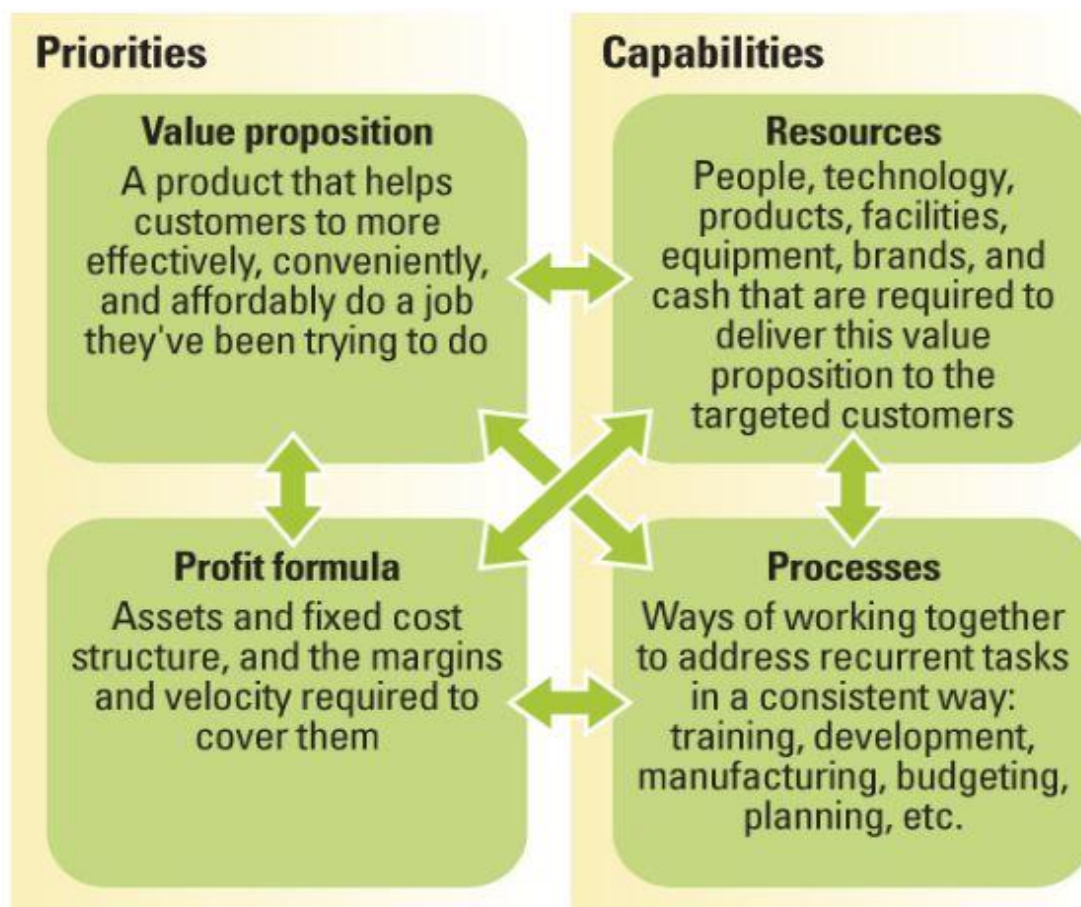 Priorities
Value proposition
A product that helps
customers to more
effectively, conveniently,
and affordably do a job
they've been trying to do
Profit formula
Assets and fixed cost
structure, and the margins
and velocity required to
cover them
Capabilities
Resources
People, technology,
products, facilities,
equipment, brands, and
cash that are required to
deliver this value
proposition to the
targeted customers
Processes
Ways of working together
to address recurrent tasks
in a consistent way:
training, development,
manufacturing, budgeting,
planning, etc.